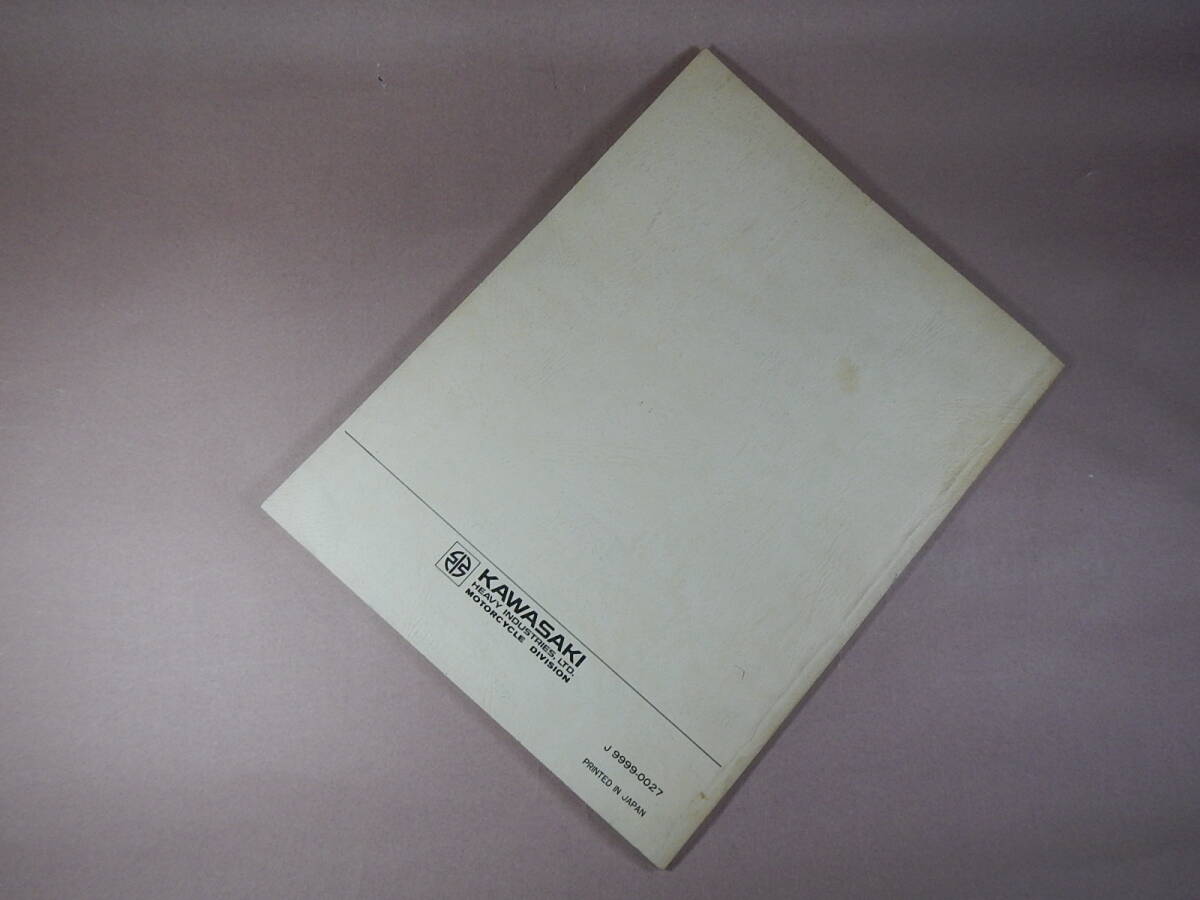 KAWASAKI
HEAVY INDUSTRIES, LTD.
MOTORCYCLE DIVISION
J 9999-0027
PRINTED IN JAPAN